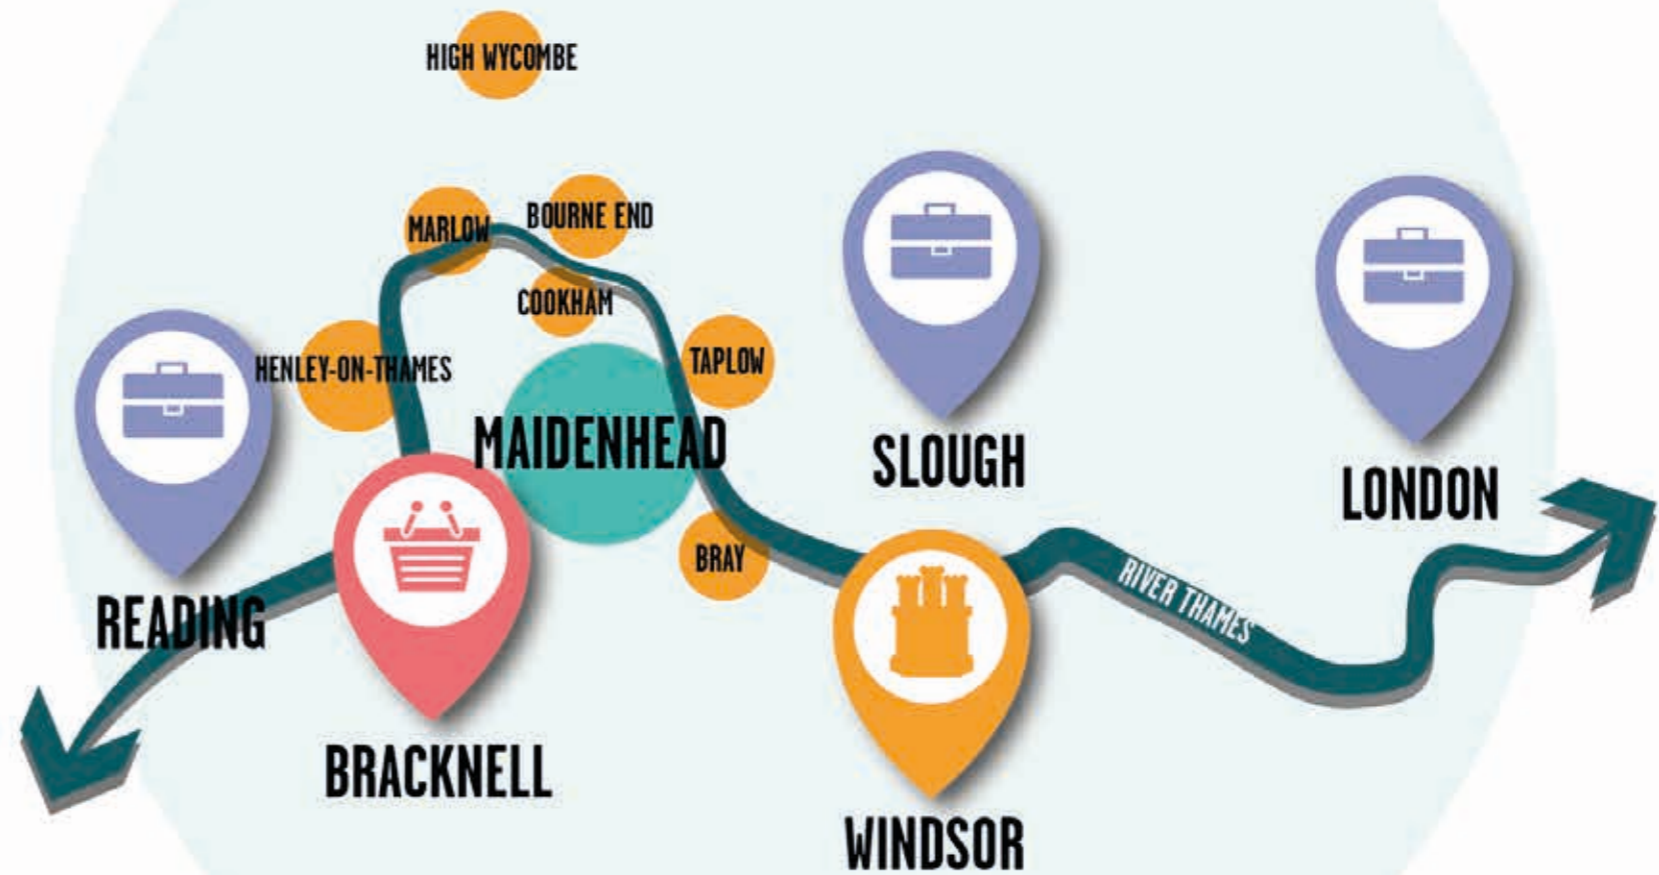 HIGH WYCOMBE
MARLOW
BOURNE END
COOKHAM
HENLEY-ON-THAMES
TAPLOW
MAIDENHEAD
SLOUGH
LONDON
BRAY
READING
RIVER THAMES
BRACKNELL
WINDSOR